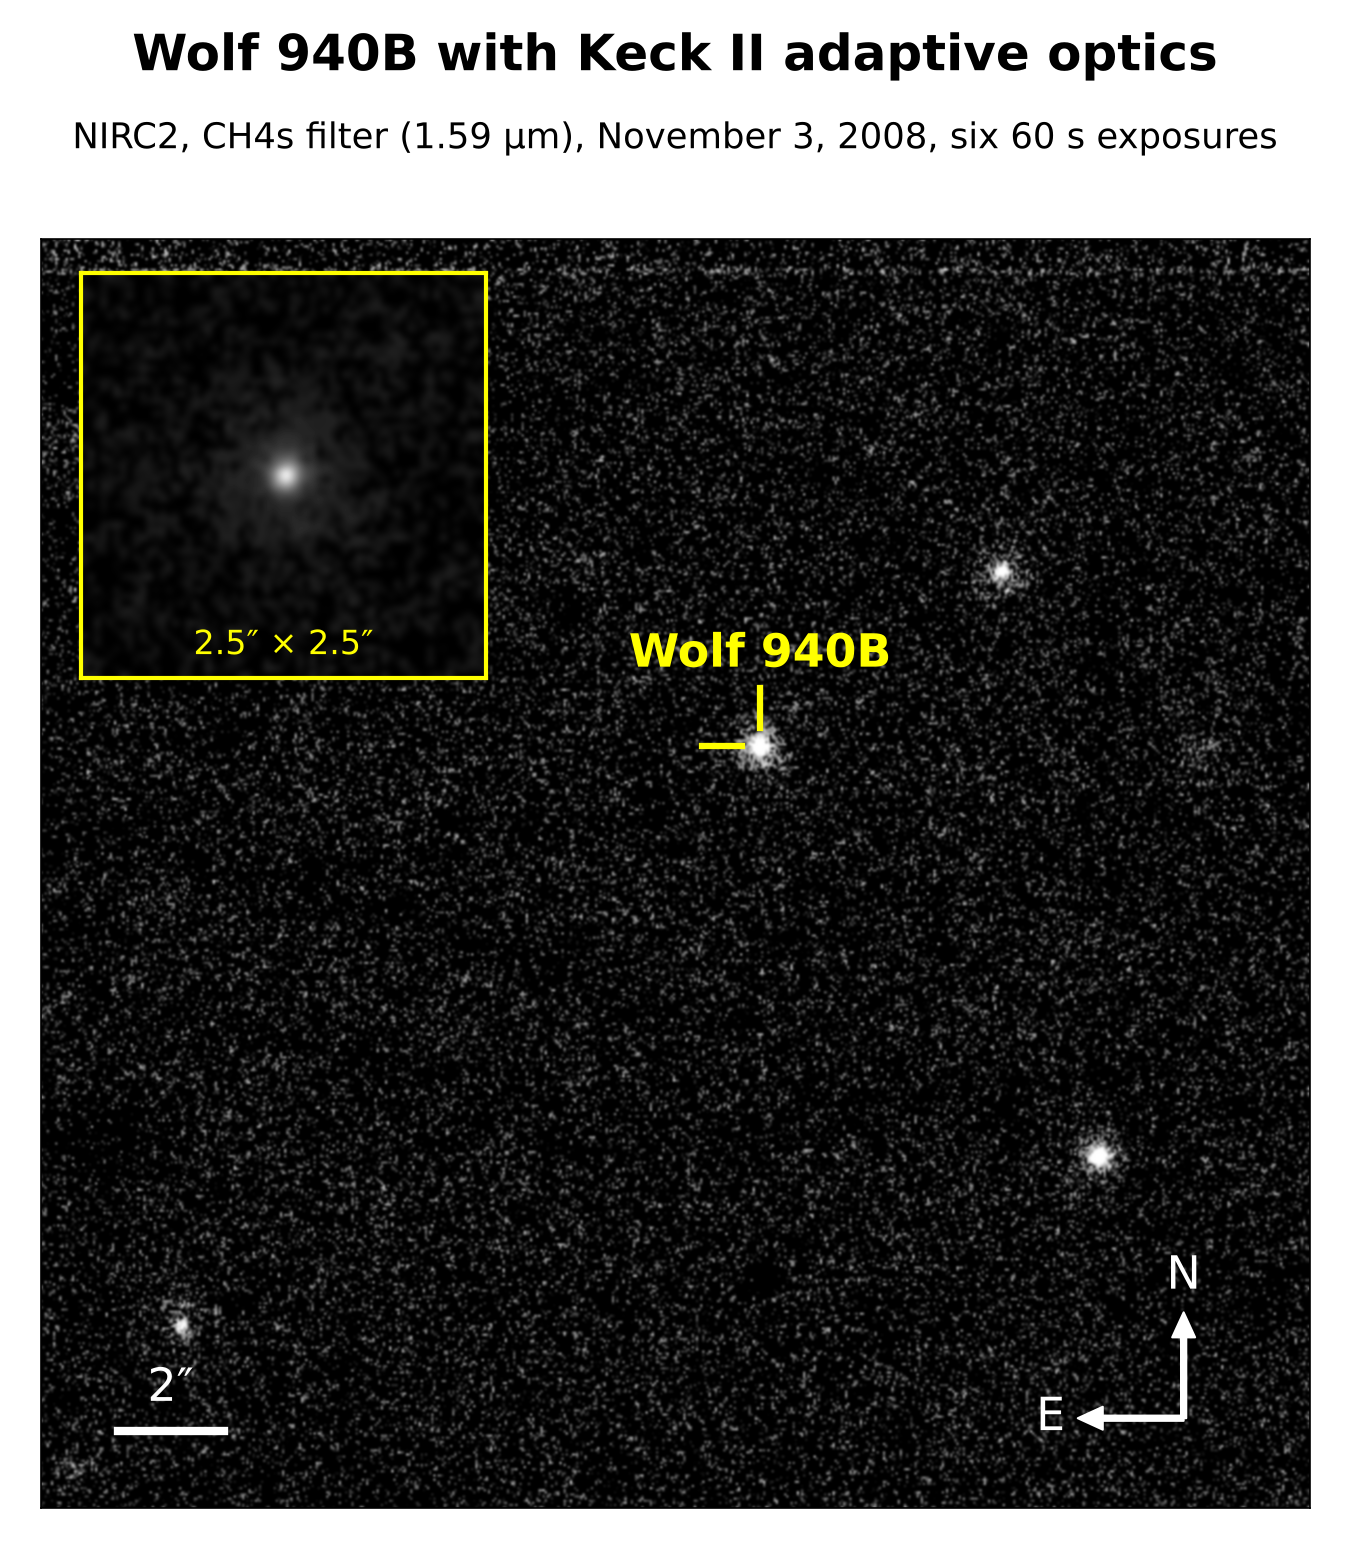 Wolf 940B with Keck II adaptive optics
NIRC2, CH4s filter (1.59 μm), November 3, 2008, six 60 s exposures
2.5″ × 2.5″
Wolf 940B
N
2″
E